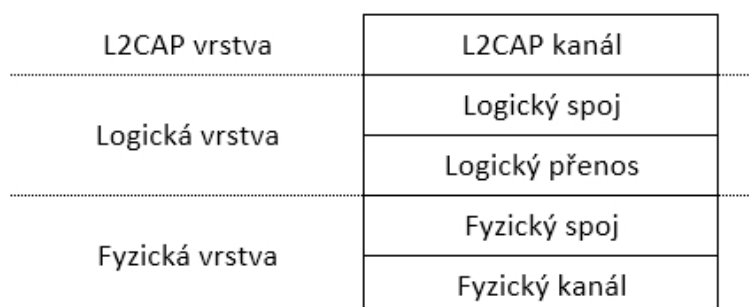 L2CAP vrstva
L2CAP kanál
Logická vrstva
Logický spoj
Logický přenos
Fyzická vrstva
Fyzický spoj
Fyzický kanál